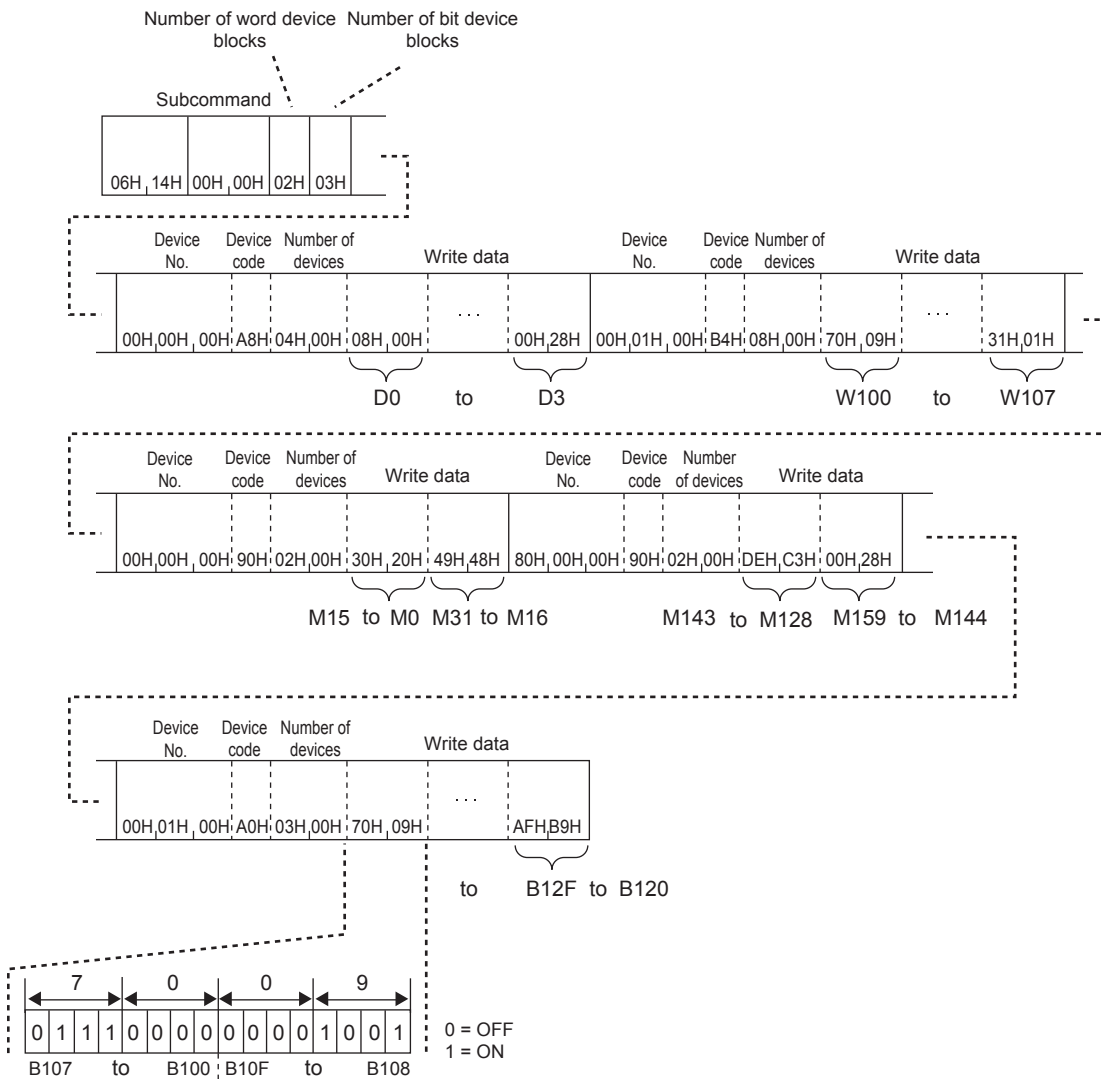 Number of word device blocks
Number of bit device blocks
Subcommand
06H 14H 00H 00H 02H 03H
Device No.
Device code
Number of devices
Write data
Device No.
Device code
Number of devices
Write data
00H 00H 00H A8H 04H 00H 08H 00H ... 00H 28H 00H 01H 00H B4H 08H 00H 70H 09H ... 31H 01H
D0 to D3 W100 to W107
Device No.
Device code
Number of devices
Write data
Device No.
Device code
Number of devices
Write data
00H 00H 00H 90H 02H 00H 30H 20H 49H 48H 80H 00H 00H 90H 02H 00H DEH C3H 00H 28H
M15 to M0 M31 to M16 M143 to M128 M159 to M144
Device No.
Device code
Number of devices
Write data
00H 01H 00H A0H 03H 00H 70H 09H ... AFH B9H
to B12F to B120
7 0 0 9
0 1 1 1 0 0 0 0 0 0 0 0 1 0 0 1
0 = OFF
1 = ON
B107 to B100 B10F to B108